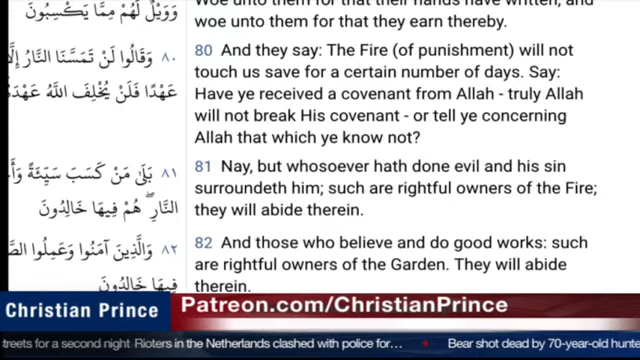 Woe unto them for that their hands have written, and
وَوَيْلٌ لَهُمْ مِمَّا يَكْسِبُونَ
woe unto them for that they earn thereby.
80 And they say: The Fire (of punishment) will not
touch us save for a certain number of days. Say:
Have ye received a covenant from Allah - truly Allah
will not break His covenant - or tell ye concerning
Allah that which ye know not?
٨٠ وَقَالُوا لَنْ تَمَسَّنَا النَّارُ
عَهْدًا فَلَنْ يُخْلِفَ اللَّهُ عَهْدَهُ
81 Nay, but whosoever hath done evil and his sin
surroundeth him; such are rightful owners of the Fire;
they will abide therein.
٨١ بَلَىٰ مَنْ كَسَبَ سَيِّئَةً
النَّارِ ۖ هُمْ فِيهَا خَالِدُونَ
82 And those who believe and do good works: such
are rightful owners of the Garden. They will abide
therein.
٨٢ وَالَّذِينَ آمَنُوا وَعَمِلُوا
فِيهَا خَالِدُونَ
Christian Prince
Patreon.com/ChristianPrince
streets for a second night Rioters in the Netherlands clashed with police for… Bear shot dead by 70-year-old